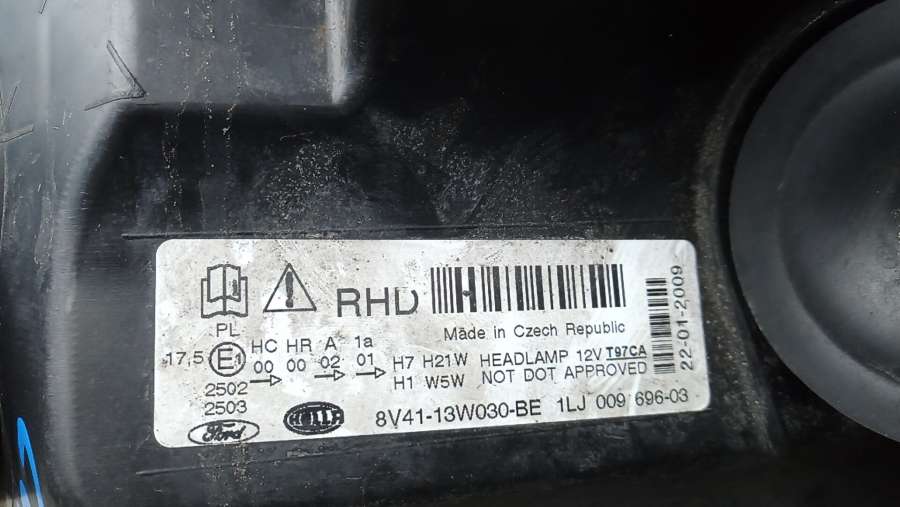 RHD
H
PL
Made in Czech Republic
17,5 E1 HC HR A 1a
00 00 02 01
H7 H21W HEADLAMP 12V T97CA
H1 W5W NOT DOT APPROVED
2502
2503
22-01-2009
Ford HELLA 8V41-13W030-BE 1LJ 009 696-03